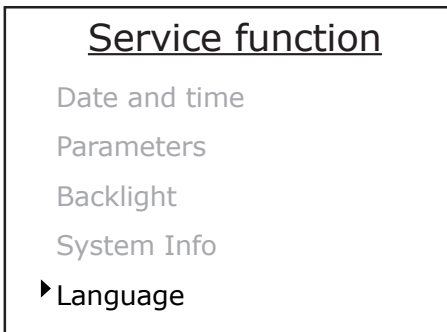 Service function
Date and time
Parameters
Backlight
System Info
Language